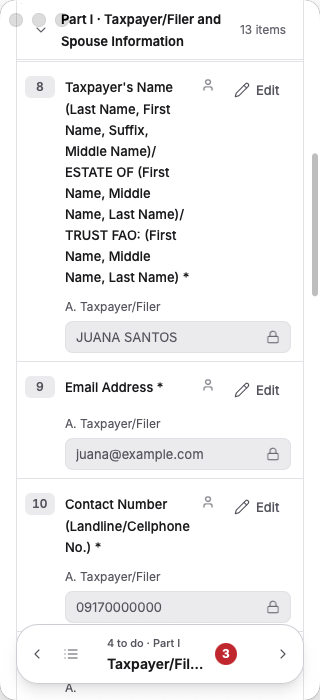 Part I · Taxpayer/Filer and
Spouse Information
13 items
8
Taxpayer's Name
(Last Name, First
Name, Suffix,
Middle Name)/
ESTATE OF (First
Name, Middle
Name, Last Name)/
TRUST FAO: (First
Name, Middle
Name, Last Name) *
Edit
A. Taxpayer/Filer
JUANA SANTOS
9
Email Address *
Edit
A. Taxpayer/Filer
juana@example.com
10
Contact Number
(Landline/Cellphone
No.) *
Edit
A. Taxpayer/Filer
09170000000
4 to do · Part I
Taxpayer/Fil...
3
A.